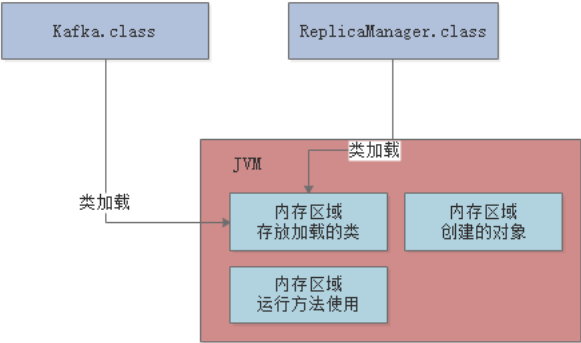 Kafka.class
ReplicaManager.class
类加载
JVM
类加载
内存区域
存放加载的类
内存区域
创建的对象
内存区域
运行方法使用